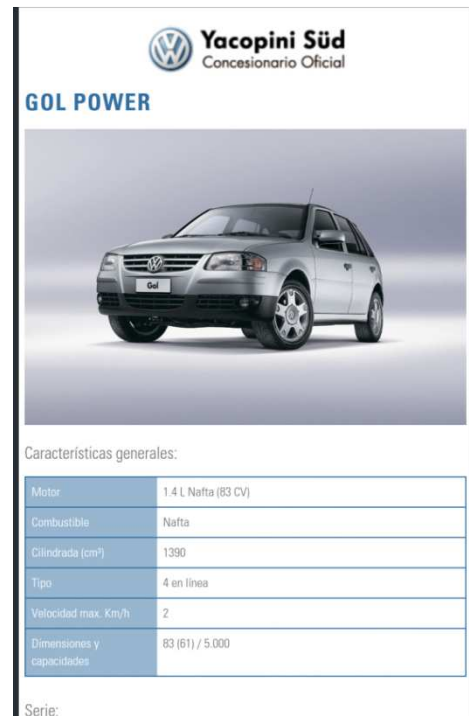 Yacopini Süd
Concesionario Oficial
GOL POWER
Gol
Características generales:
Motor 1.4 L Nafta (83 CV)
Combustible Nafta
Cilindrada (cm³) 1390
Tipo 4 en línea
Velocidad max. Km/h 2
Dimensiones y capacidades 83 (61) / 5.000
Serie: